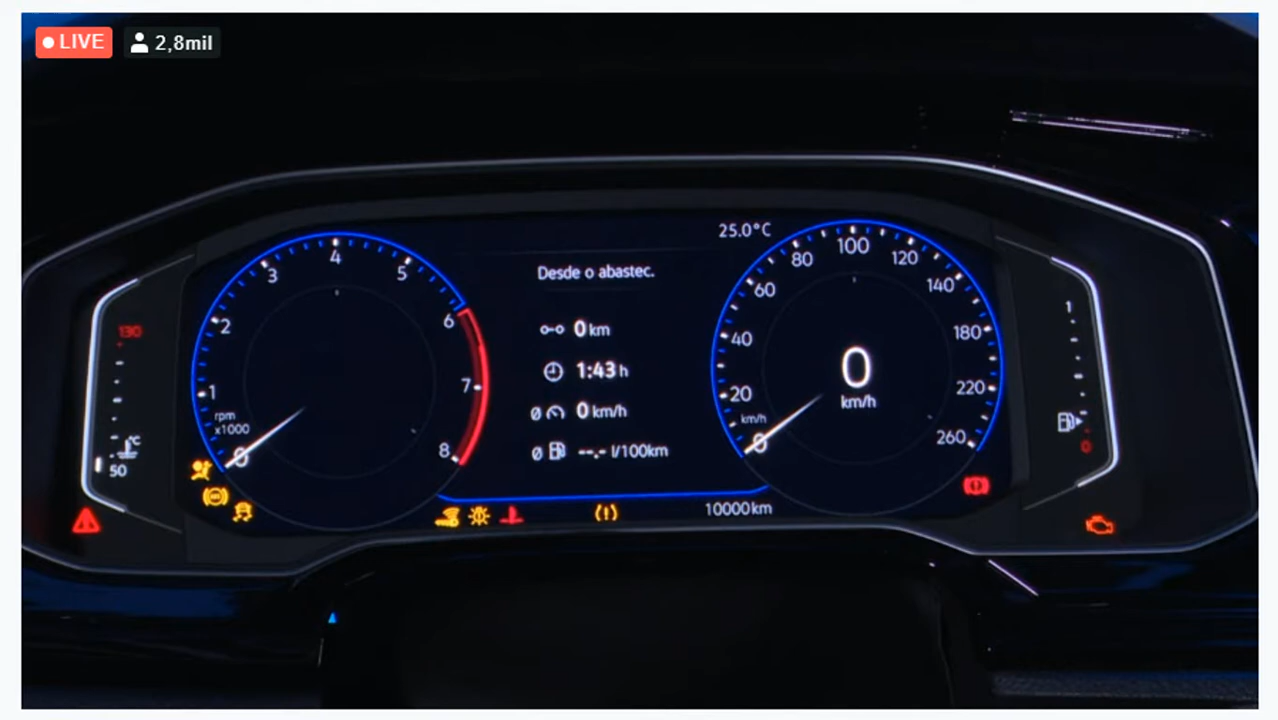 LIVE
2,8mil
25.0°C
Desde o abastec.
0 km
1:43 h
Ø 0 km/h
Ø --.- l/100km
10000km
130
°C
50
1
2
3
4
5
6
7
8
rpm
x1000
0
20
40
60
80
100
120
140
180
220
260
km/h
0
0
km/h
1
0
ABS